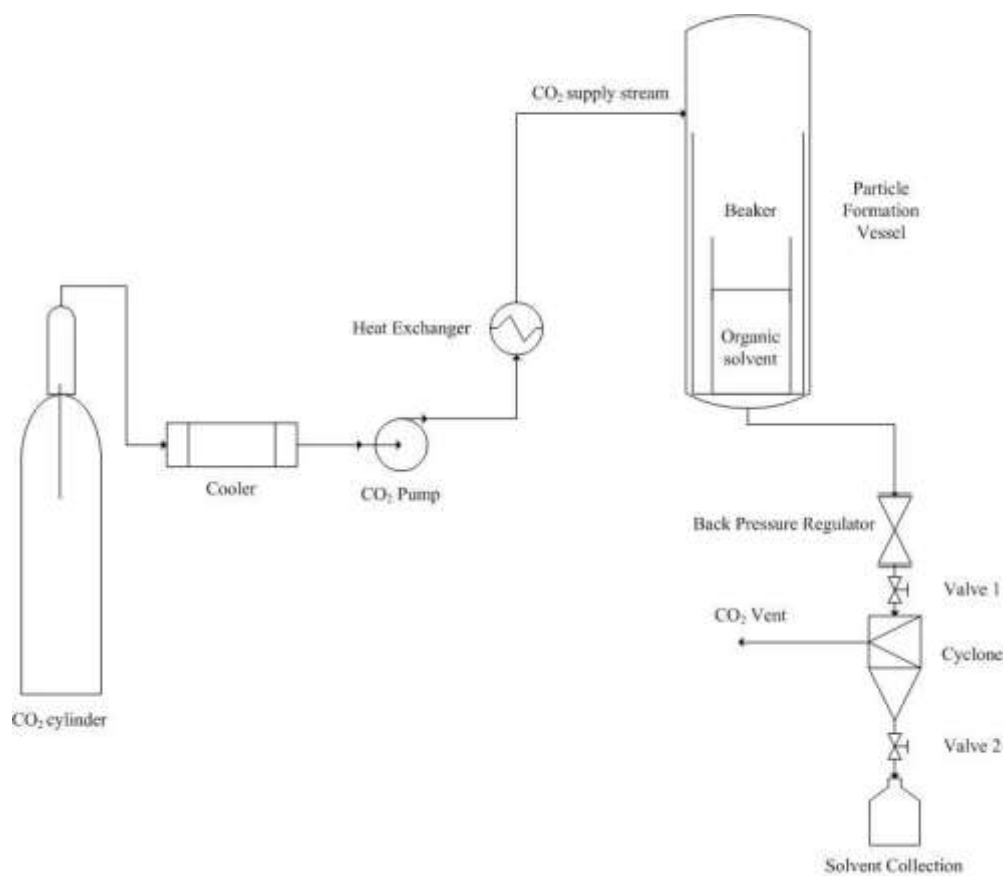 CO₂ supply stream
Beaker
Particle
Formation
Vessel
Heat Exchanger
Organic
solvent
Cooler
CO₂ Pump
Back Pressure Regulator
Valve 1
CO₂ Vent
Cyclone
CO₂ cylinder
Valve 2
Solvent Collection